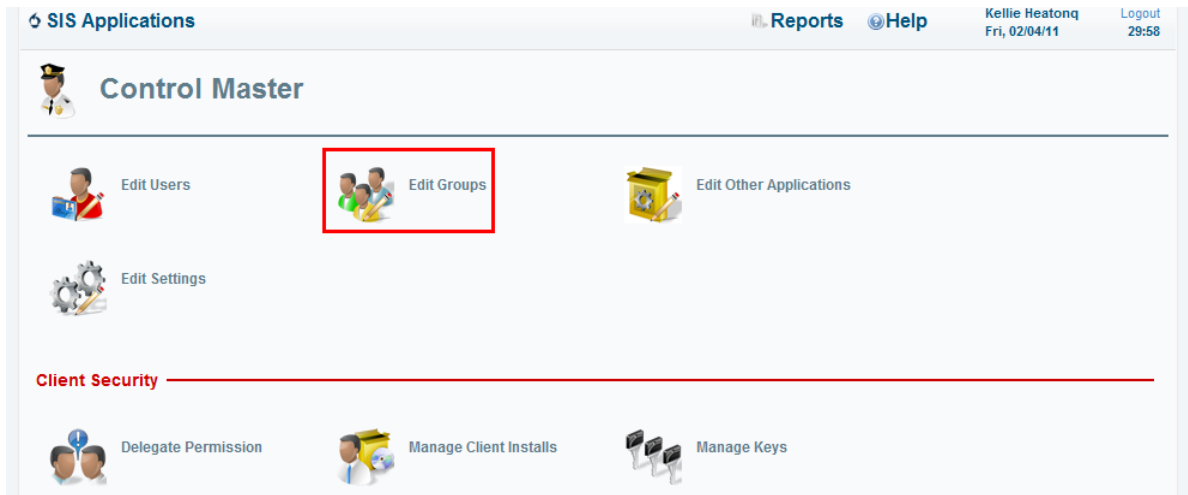 SIS Applications Reports Help Kellie Heatonq Logout
Fri, 02/04/11 29:58
Control Master
Edit Users Edit Groups Edit Other Applications
Edit Settings
Client Security
Delegate Permission Manage Client Installs Manage Keys